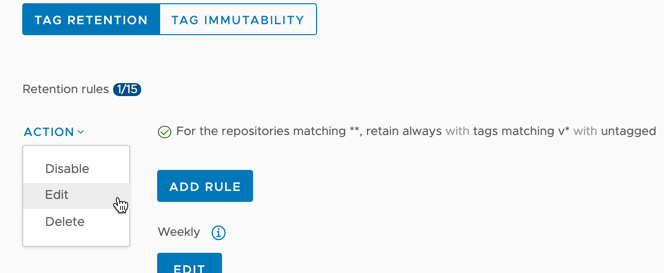 TAG RETENTION TAG IMMUTABILITY
Retention rules 1/15
ACTION For the repositories matching **, retain always with tags matching v* with untagged
Disable
Edit
Delete
ADD RULE
Weekly
EDIT